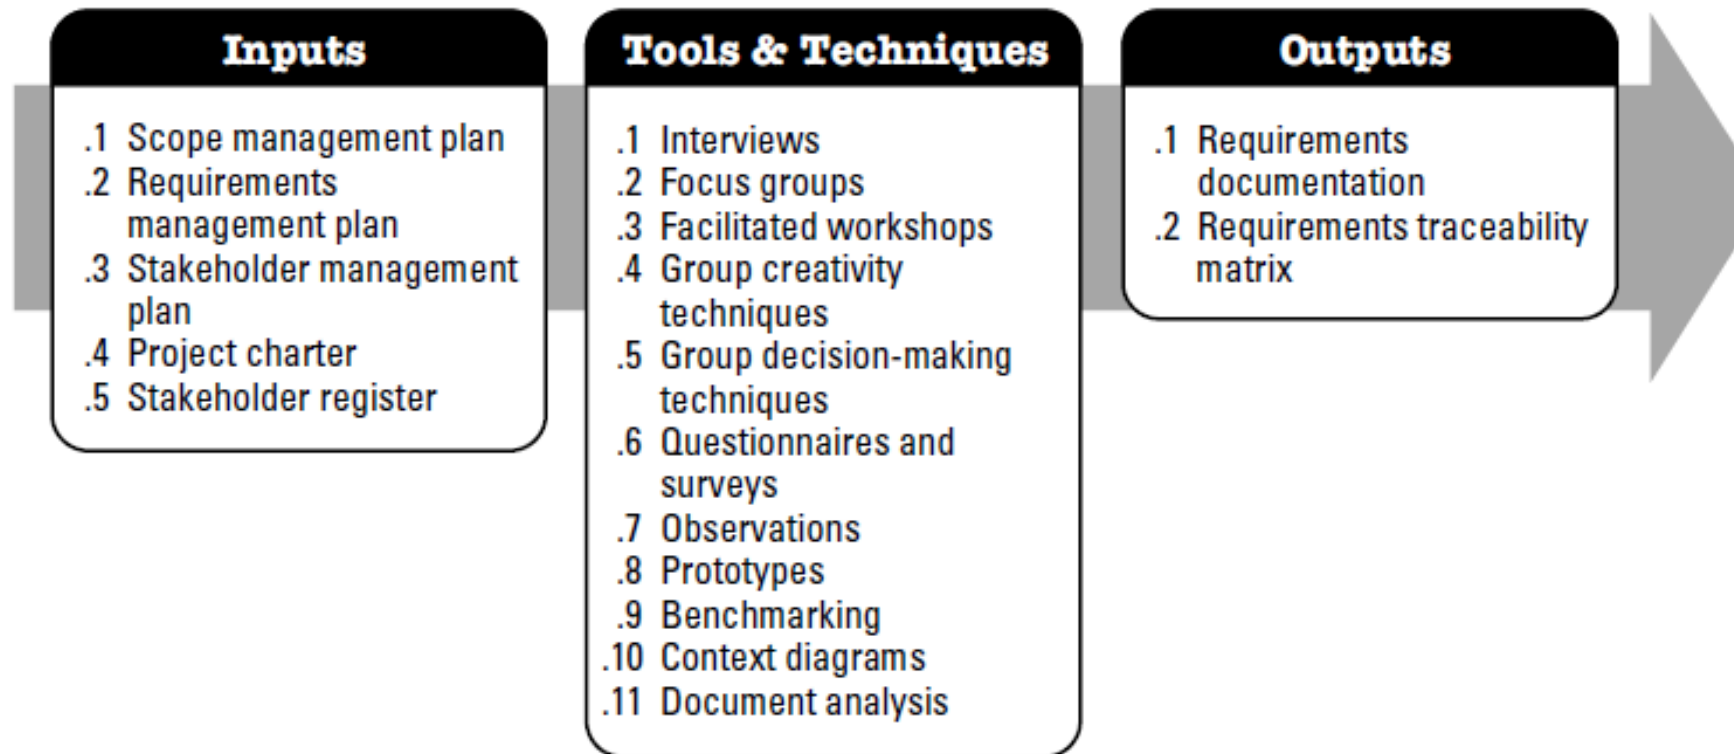 Inputs
.1 Scope management plan
.2 Requirements
management plan
.3 Stakeholder management
plan
.4 Project charter
.5 Stakeholder register
Tools & Techniques
.1 Interviews
.2 Focus groups
.3 Facilitated workshops
.4 Group creativity
techniques
.5 Group decision-making
techniques
.6 Questionnaires and
surveys
.7 Observations
.8 Prototypes
.9 Benchmarking
.10 Context diagrams
.11 Document analysis
Outputs
.1 Requirements
documentation
.2 Requirements traceability
matrix